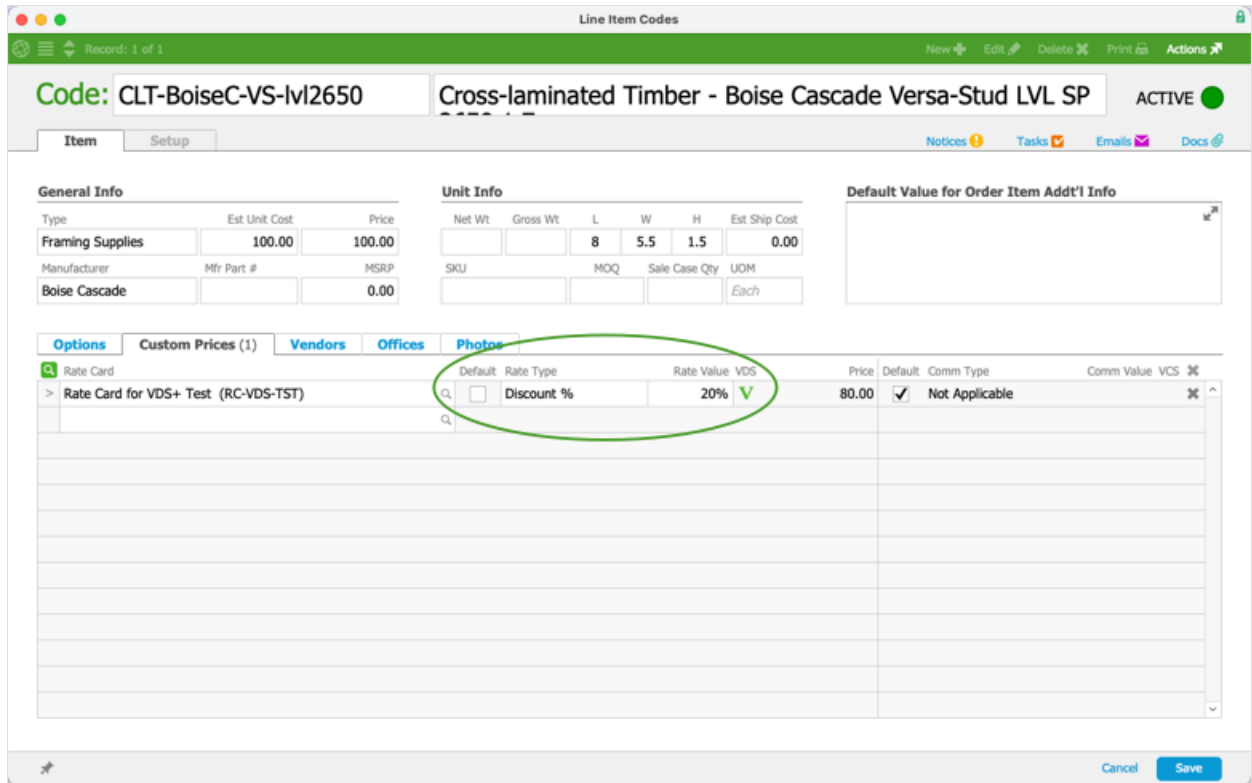 Line Item Codes
Record: 1 of 1 New Edit Delete Print Actions
Code: CLT-BoiseC-VS-lvl2650 Cross-laminated Timber - Boise Cascade Versa-Stud LVL SP ACTIVE
Item Setup Notices Tasks Emails Docs
General Info Unit Info Default Value for Order Item Addt'l Info
Type Est Unit Cost Price Net Wt Gross Wt L W H Est Ship Cost
Framing Supplies 100.00 100.00 8 5.5 1.5 0.00
Manufacturer Mfr Part # MSRP SKU MOQ Sale Case Qty UOM
Boise Cascade 0.00 Each
Options Custom Prices (1) Vendors Offices Photos
Rate Card Default Rate Type Rate Value VDS Price Default Comm Type Comm Value VCS
> Rate Card for VDS+ Test (RC-VDS-TST) Discount % 20% V 80.00 Not Applicable
Cancel Save